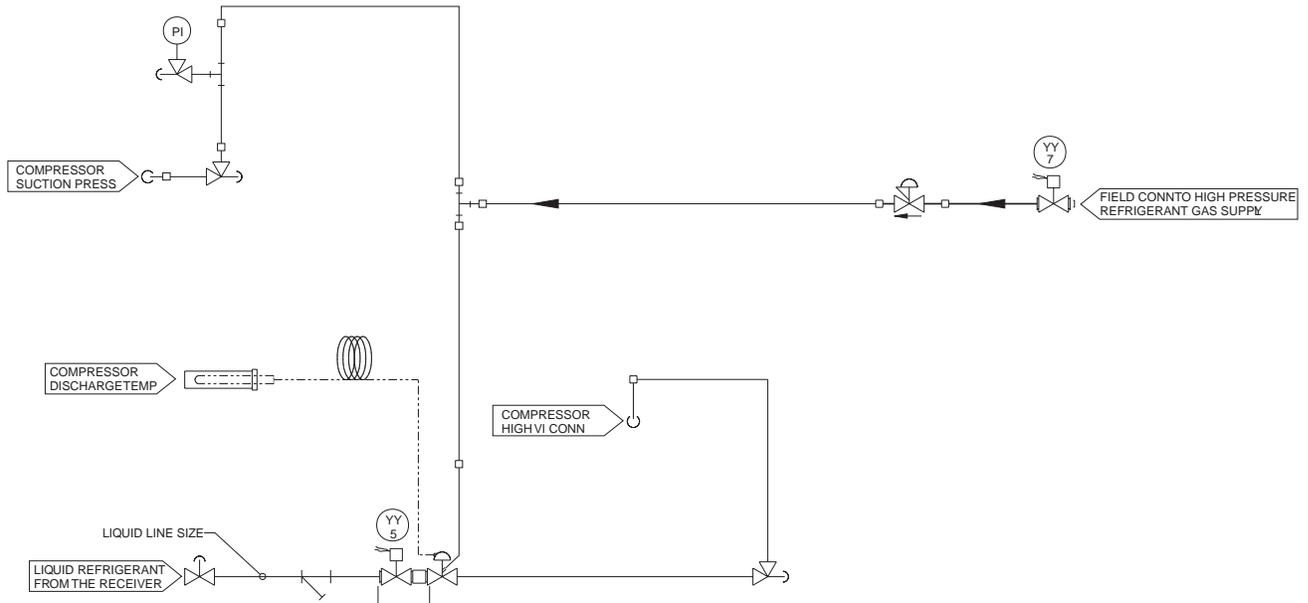 PI
COMPRESSOR
SUCTION PRESS
YY
7
FIELD CONNTO HIGH PRESSURE
REFRIGERANT GAS SUPPLY
COMPRESSOR
DISCHARGETEMP
COMPRESSOR
HIGH VI CONN
YY
5
LIQUID LINE SIZE
LIQUID REFRIGERANT
FROM THE RECEIVER